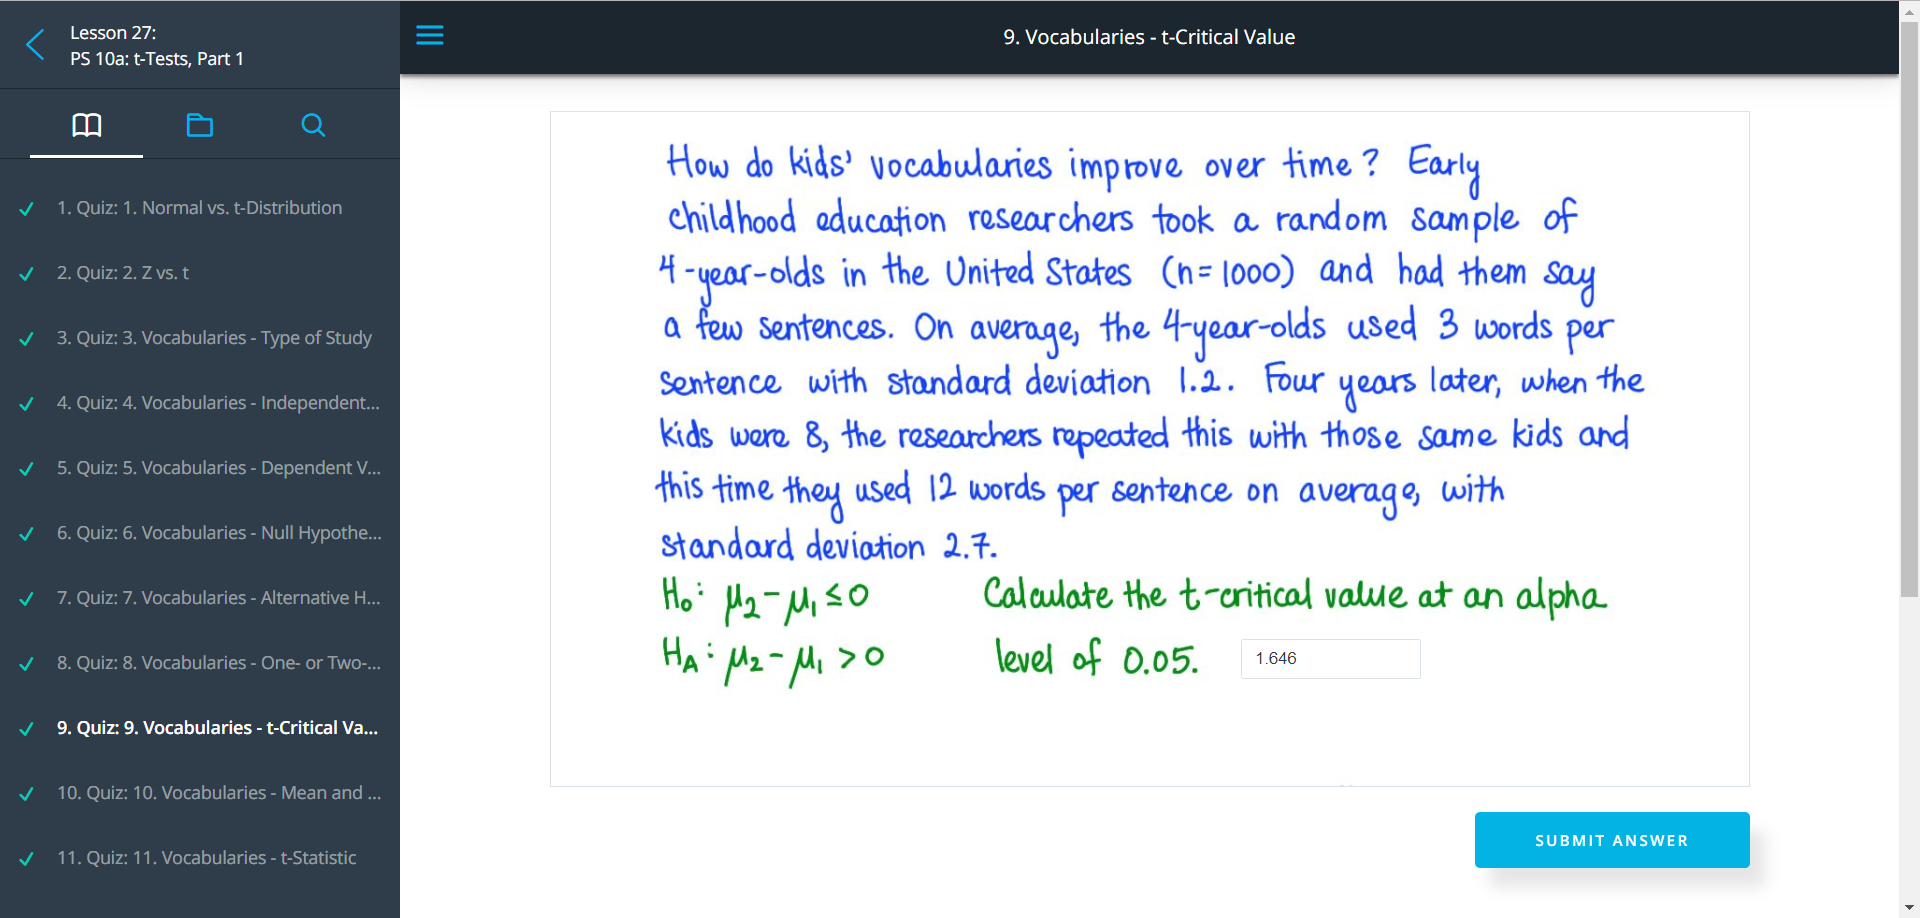 Lesson 27:
PS 10a: t-Tests, Part 1
1. Quiz: 1. Normal vs. t-Distribution
2. Quiz: 2. Z vs. t
3. Quiz: 3. Vocabularies - Type of Study
4. Quiz: 4. Vocabularies - Independent...
5. Quiz: 5. Vocabularies - Dependent V...
6. Quiz: 6. Vocabularies - Null Hypothe...
7. Quiz: 7. Vocabularies - Alternative H...
8. Quiz: 8. Vocabularies - One- or Two-...
9. Quiz: 9. Vocabularies - t-Critical Va...
10. Quiz: 10. Vocabularies - Mean and ...
11. Quiz: 11. Vocabularies - t-Statistic
9. Vocabularies - t-Critical Value
How do kids' vocabularies improve over time? Early
childhood education researchers took a random sample of
4-year-olds in the United States (n=1000) and had them say
a few sentences. On average, the 4-year-olds used 3 words per
sentence with standard deviation 1.2. Four years later, when the
kids were 8, the researchers repeated this with those same kids and
this time they used 12 words per sentence on average, with
standard deviation 2.7.
H₀: μ₂-μ₁ ≤ 0
Hₐ: μ₂-μ₁ > 0
Calculate the t-critical value at an alpha
level of 0.05. 1.646
SUBMIT ANSWER